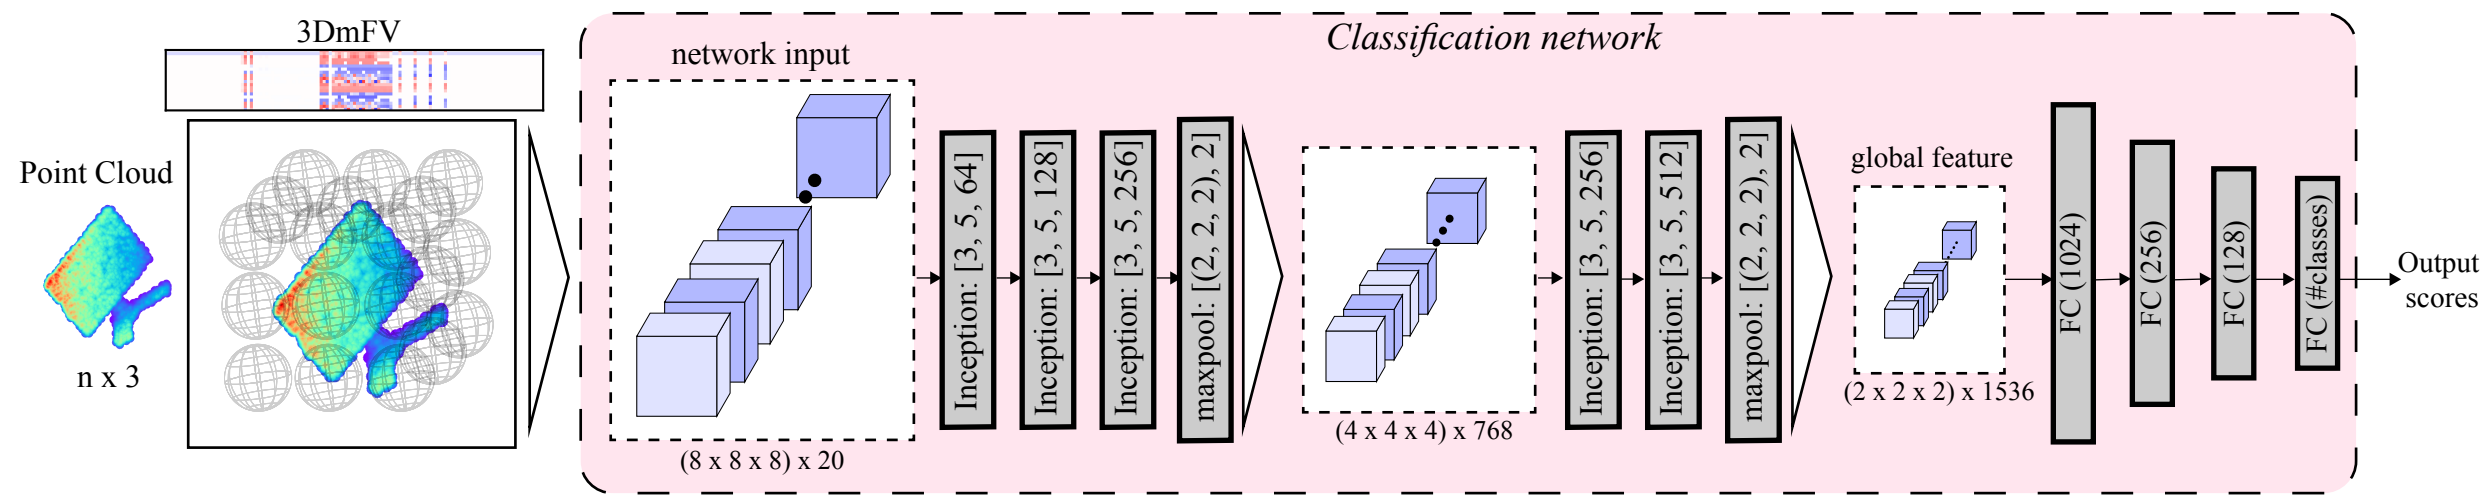 3DmFV
Point Cloud
n x 3
Classification network
network input
(8 x 8 x 8) x 20
Inception: [3, 5, 64]
Inception: [3, 5, 128]
Inception: [3, 5, 256]
maxpool: [(2, 2, 2), 2]
(4 x 4 x 4) x 768
Inception: [3, 5, 256]
Inception: [3, 5, 512]
maxpool: [(2, 2, 2), 2]
global feature
(2 x 2 x 2) x 1536
FC (1024)
FC (256)
FC (128)
FC (#classes)
Output
scores